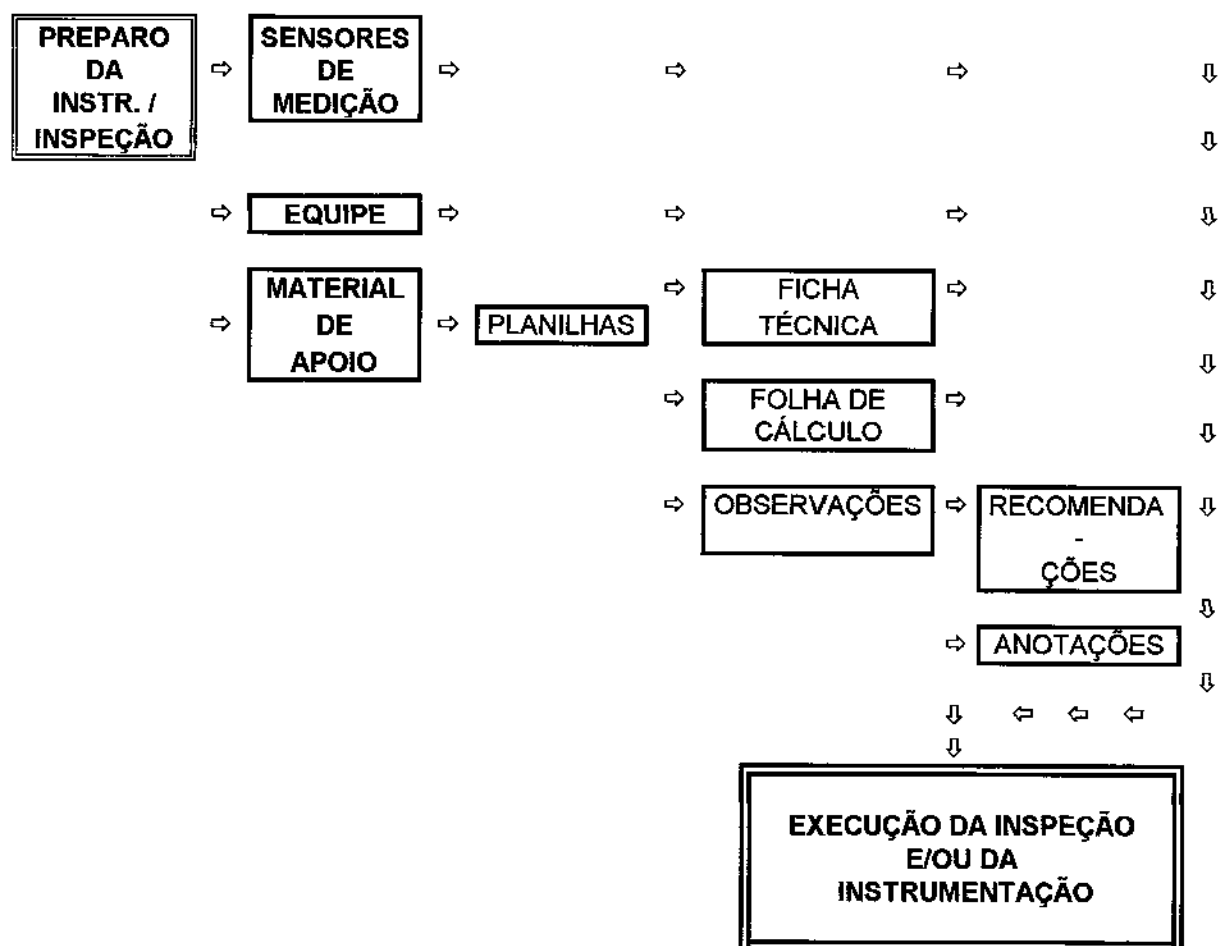 PREPARO
DA
INSTR. /
INSPEÇÃO
SENSORES
DE
MEDIÇÃO
EQUIPE
MATERIAL
DE
APOIO
PLANILHAS
FICHA
TÉCNICA
FOLHA DE
CÁLCULO
OBSERVAÇÕES
RECOMENDA
-
ÇÕES
ANOTAÇÕES
EXECUÇÃO DA INSPEÇÃO
E/OU DA
INSTRUMENTAÇÃO